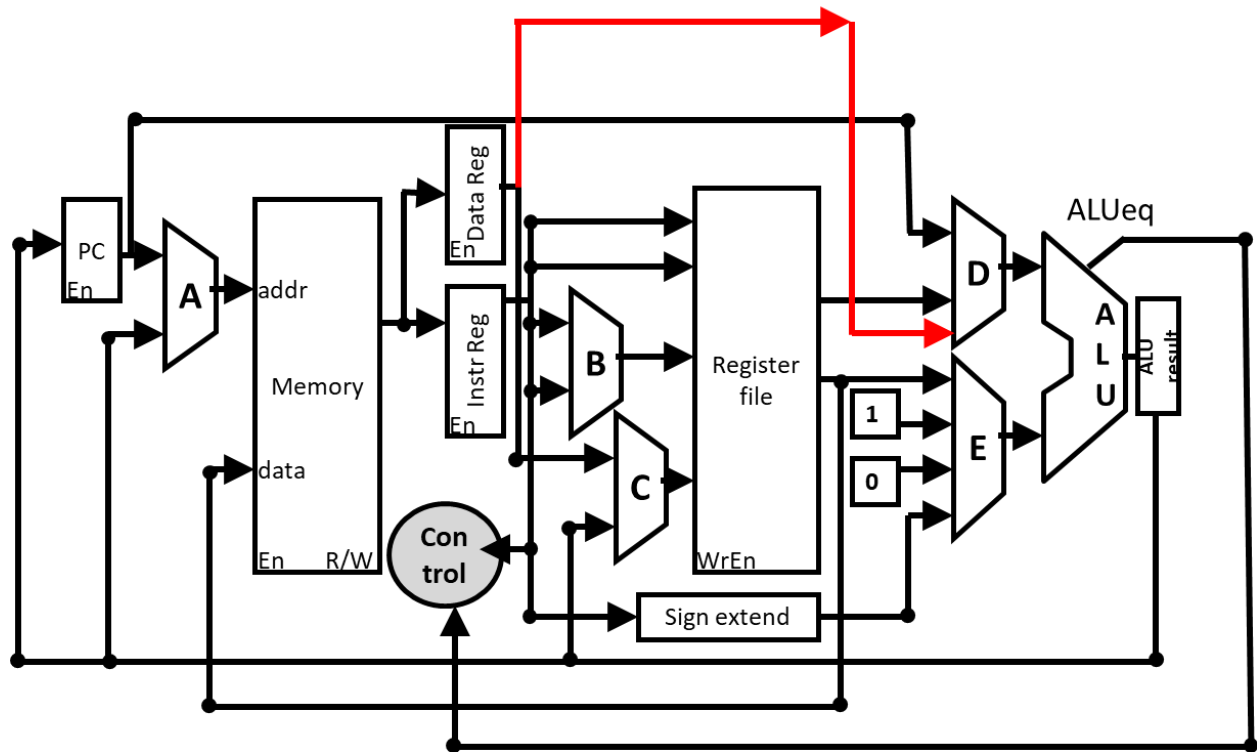 ALUeq
PC
En
A
addr
Memory
data
En
R/W
Data Reg
En
Instr Reg
En
Con
trol
B
C
Register
file
WrEn
Sign extend
1
0
D
E
A
L
U
ALU
result